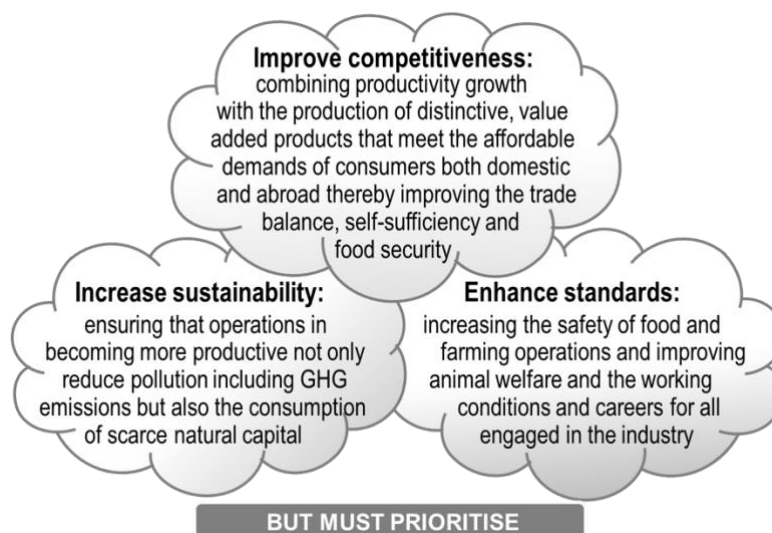 Improve competitiveness:
combining productivity growth
with the production of distinctive, value
added products that meet the affordable
demands of consumers both domestic
and abroad thereby improving the trade
balance, self-sufficiency and
food security
Increase sustainability:
ensuring that operations in
becoming more productive not only
reduce pollution including GHG
emissions but also the consumption
of scarce natural capital
Enhance standards:
increasing the safety of food and
farming operations and improving
animal welfare and the working
conditions and careers for all
engaged in the industry
BUT MUST PRIORITISE